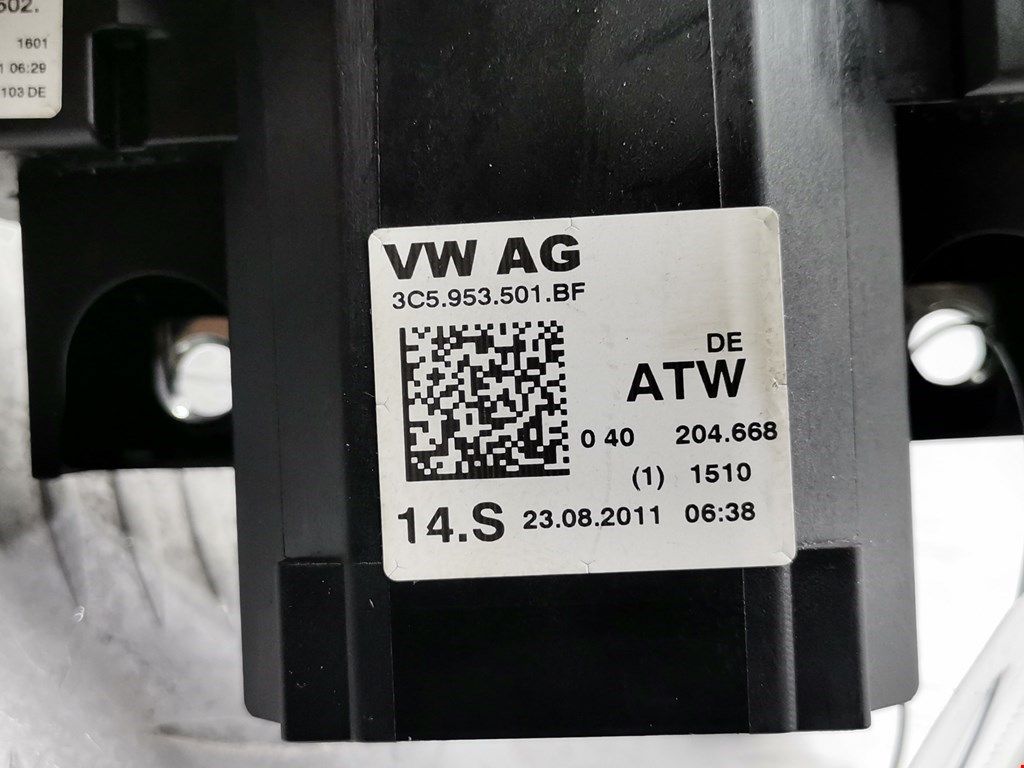 502.
1601
1 06:29
103 DE
VW AG
3C5.953.501.BF
DE
ATW
0 40 204.668
(1) 1510
14.S 23.08.2011 06:38